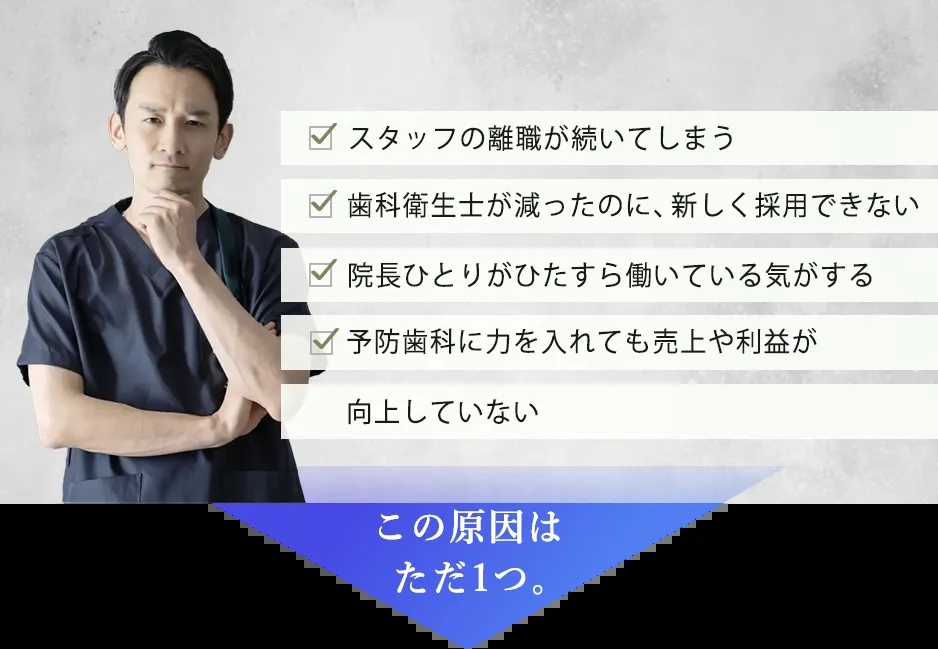 スタッフの離職が続いてしまう
歯科衛生士が減ったのに、新しく採用できない
院長ひとりがひたすら働いている気がする
予防歯科に力を入れても売上や利益が
向上していない
この原因は
ただ1つ。